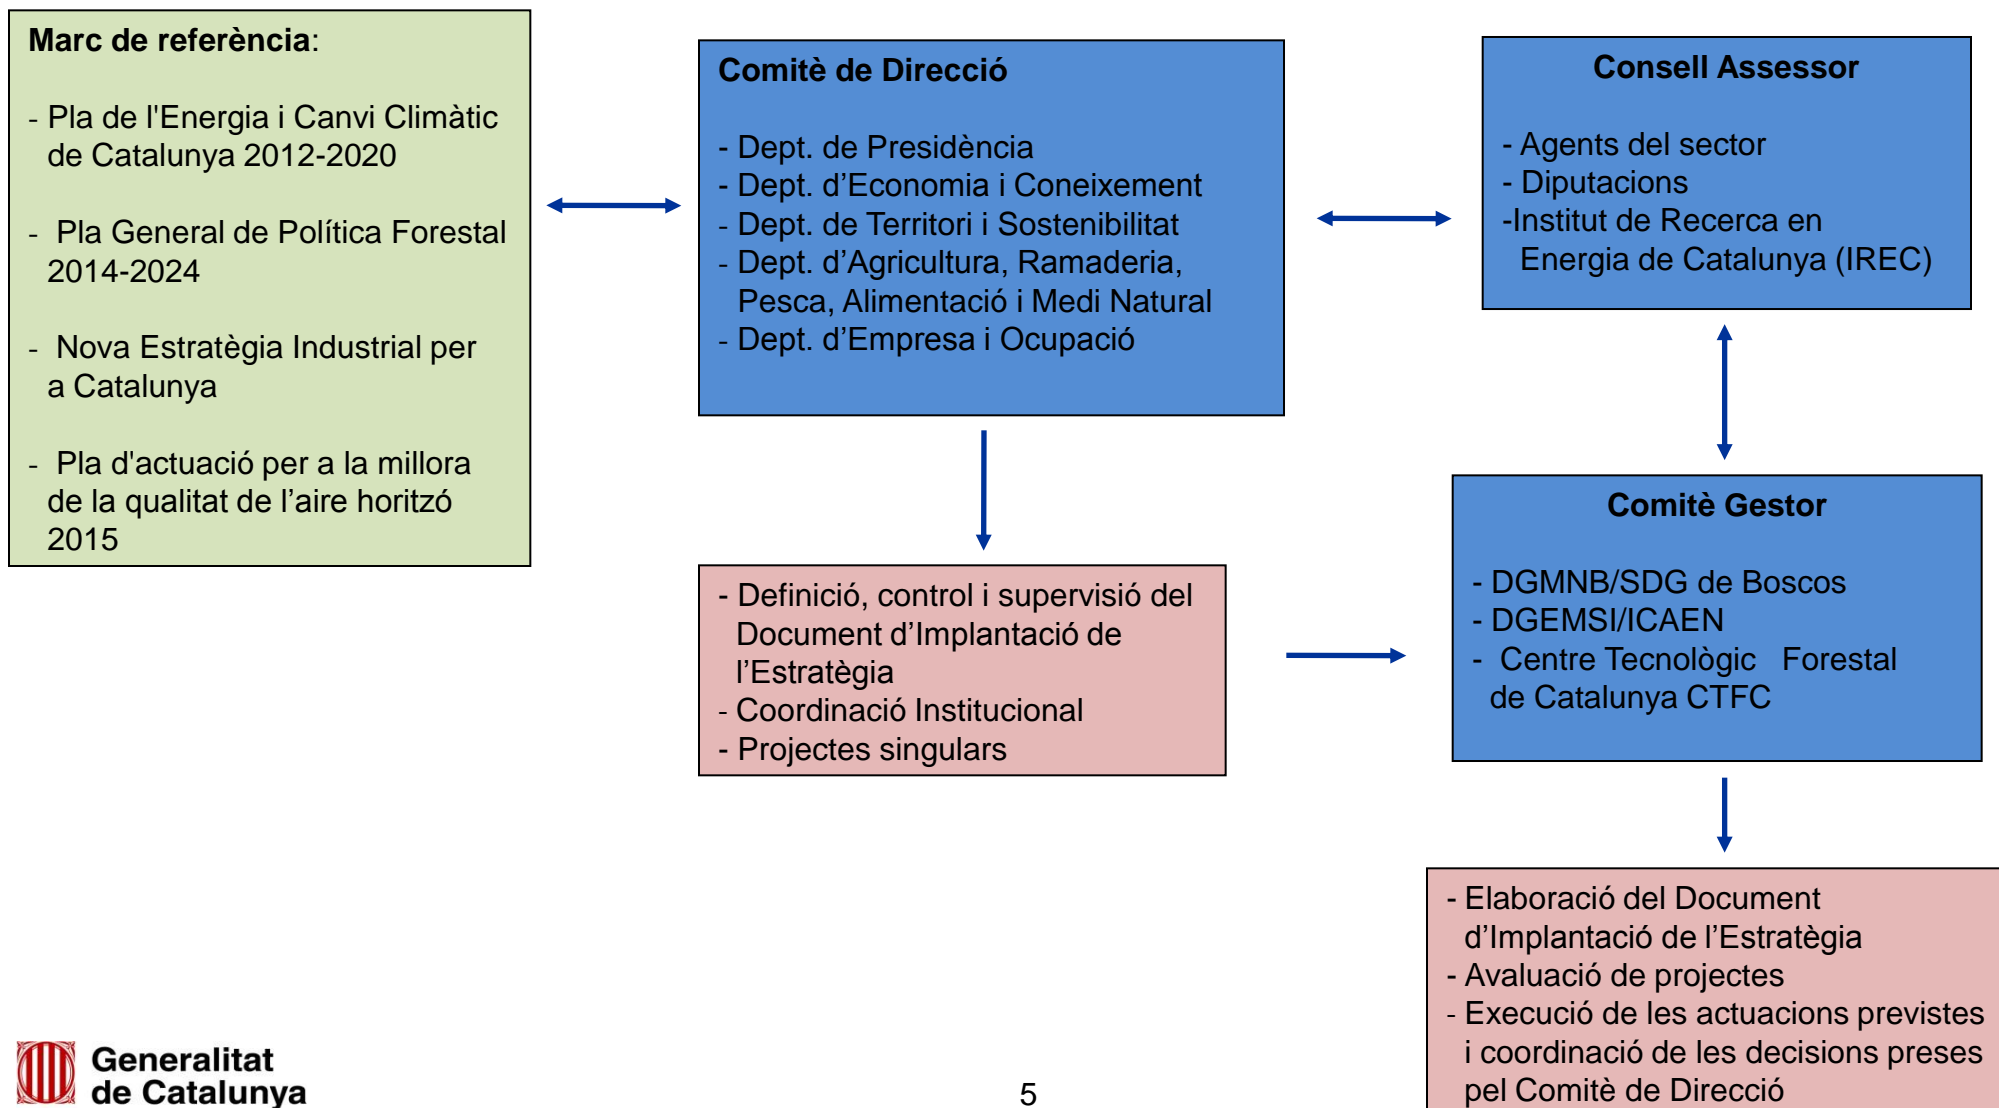 Marc de referència:
- Pla de l'Energia i Canvi Climàtic
de Catalunya 2012-2020
- Pla General de Política Forestal
2014-2024
- Nova Estratègia Industrial per
a Catalunya
- Pla d'actuació per a la millora
de la qualitat de l’aire horitzó
2015
Comitè de Direcció
- Dept. de Presidència
- Dept. d’Economia i Coneixement
- Dept. de Territori i Sostenibilitat
- Dept. d’Agricultura, Ramaderia,
Pesca, Alimentació i Medi Natural
- Dept. d’Empresa i Ocupació
Consell Assessor
- Agents del sector
- Diputacions
-Institut de Recerca en
Energia de Catalunya (IREC)
- Definició, control i supervisió del
Document d’Implantació de
l’Estratègia
- Coordinació Institucional
- Projectes singulars
Comitè Gestor
- DGMNB/SDG de Boscos
- DGEMSI/ICAEN
- Centre Tecnològic Forestal
de Catalunya CTFC
- Elaboració del Document
d’Implantació de l’Estratègia
- Avaluació de projectes
- Execució de les actuacions previstes
i coordinació de les decisions preses
pel Comitè de Direcció
Generalitat
de Catalunya
5